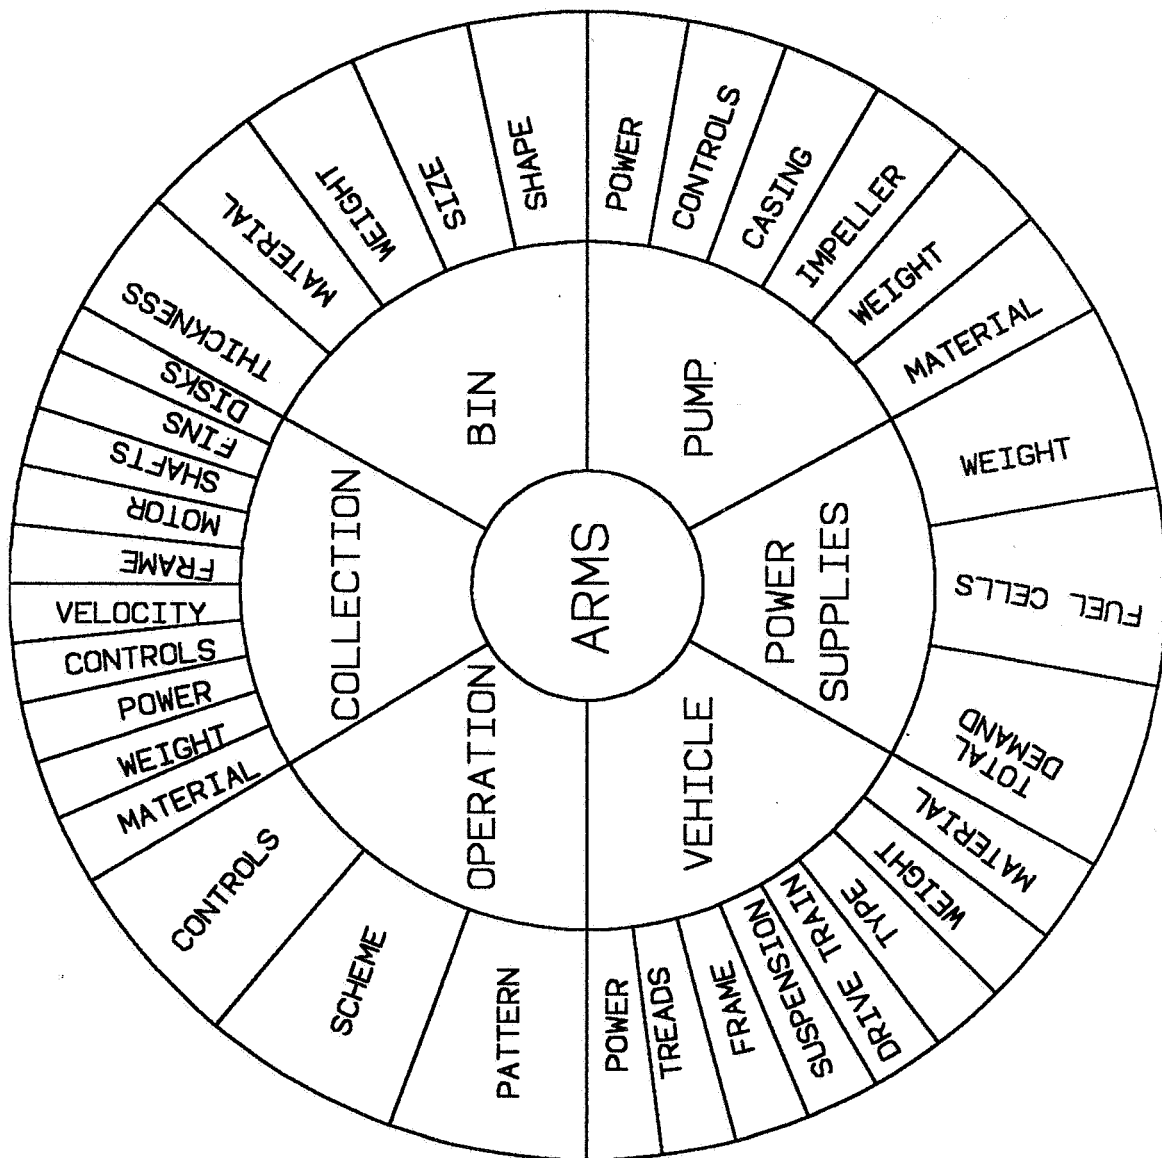 ARMS
BIN
THICKNESS
MATERIAL
WEIGHT
SIZE
SHAPE
PUMP
POWER
CONTROLS
CASING
IMPELLER
WEIGHT
MATERIAL
POWER
SUPPLIES
WEIGHT
FUEL CELLS
TOTAL
DEMAND
VEHICLE
MATERIAL
WEIGHT
TYPE
DRIVE TRAIN
SUSPENSION
FRAME
TREADS
POWER
OPERATION
PATTERN
SCHEME
CONTROLS
COLLECTION
MATERIAL
WEIGHT
POWER
CONTROLS
VELOCITY
FRAME
MOTOR
SHAFTS
FINS
DISKS